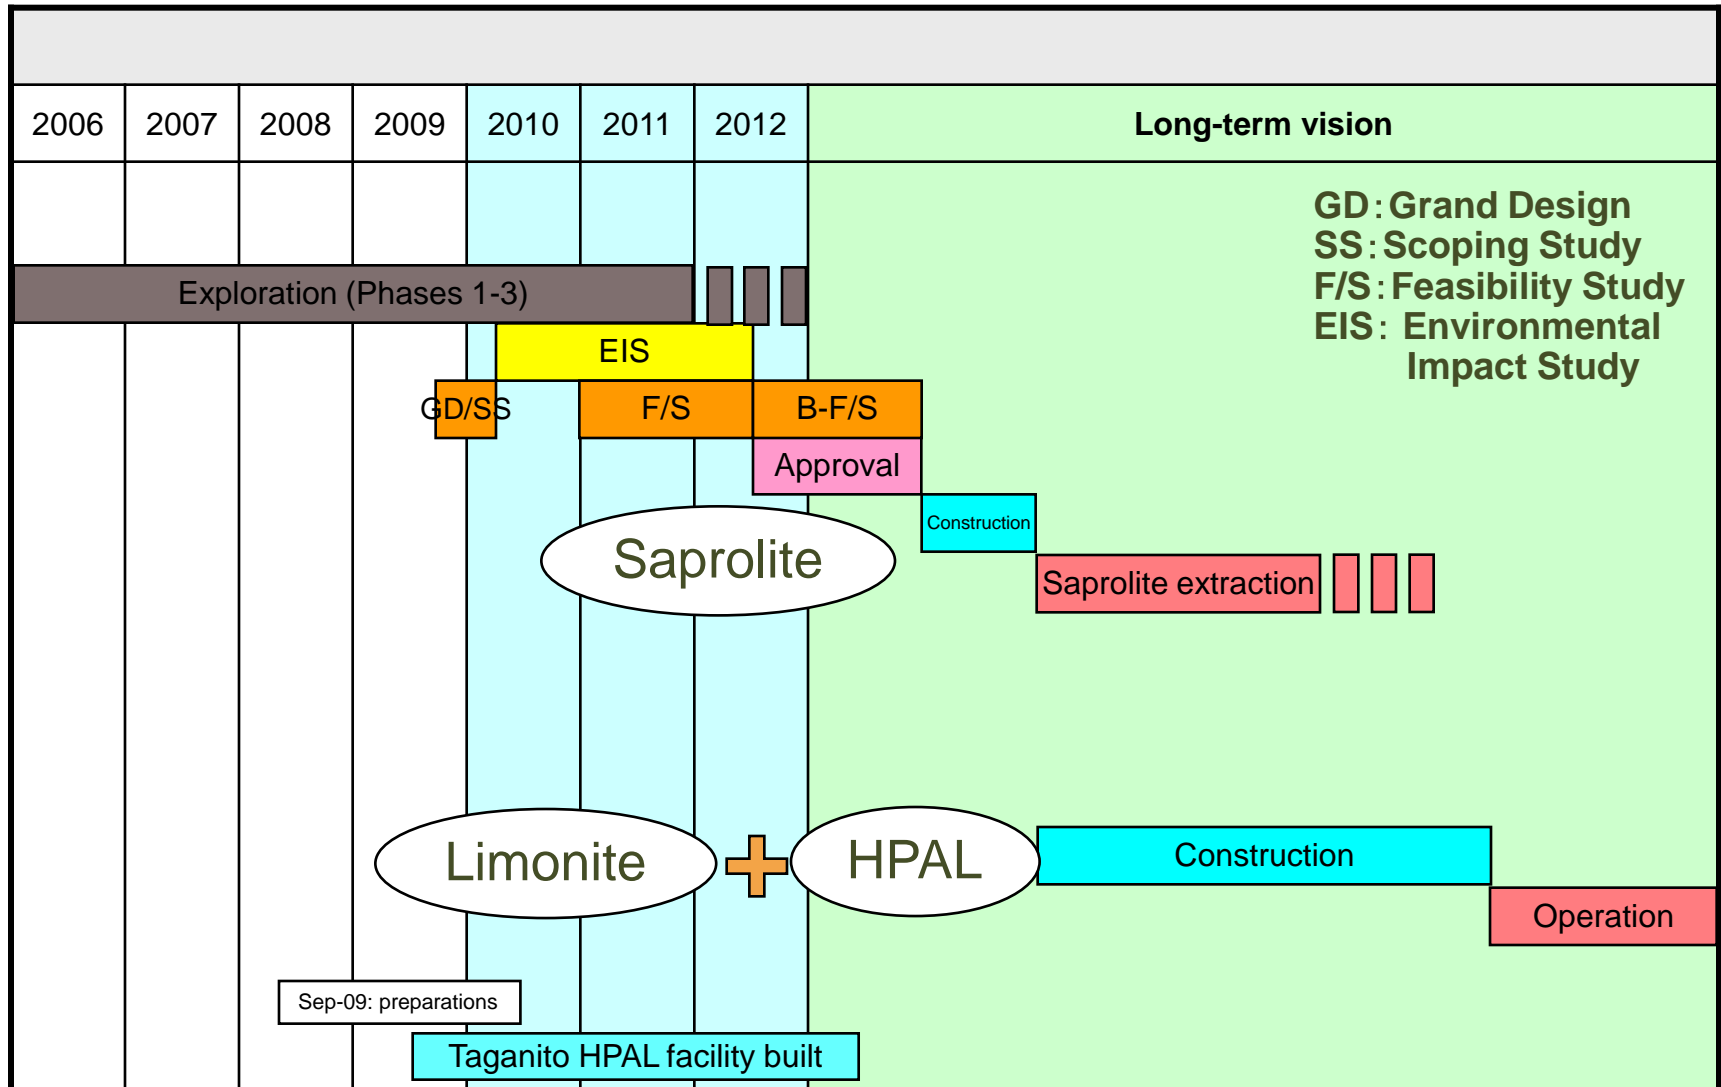 2006 2007 2008 2009 2010 2011 2012 Long-term vision
GD：Grand Design
SS：Scoping Study
F/S：Feasibility Study
EIS： Environmental
Impact Study
Exploration (Phases 1-3)
EIS
GD/SS F/S B-F/S
Approval
Construction
Saprolite
Saprolite extraction
Limonite HPAL Construction
Operation
Sep-09: preparations
Taganito HPAL facility built